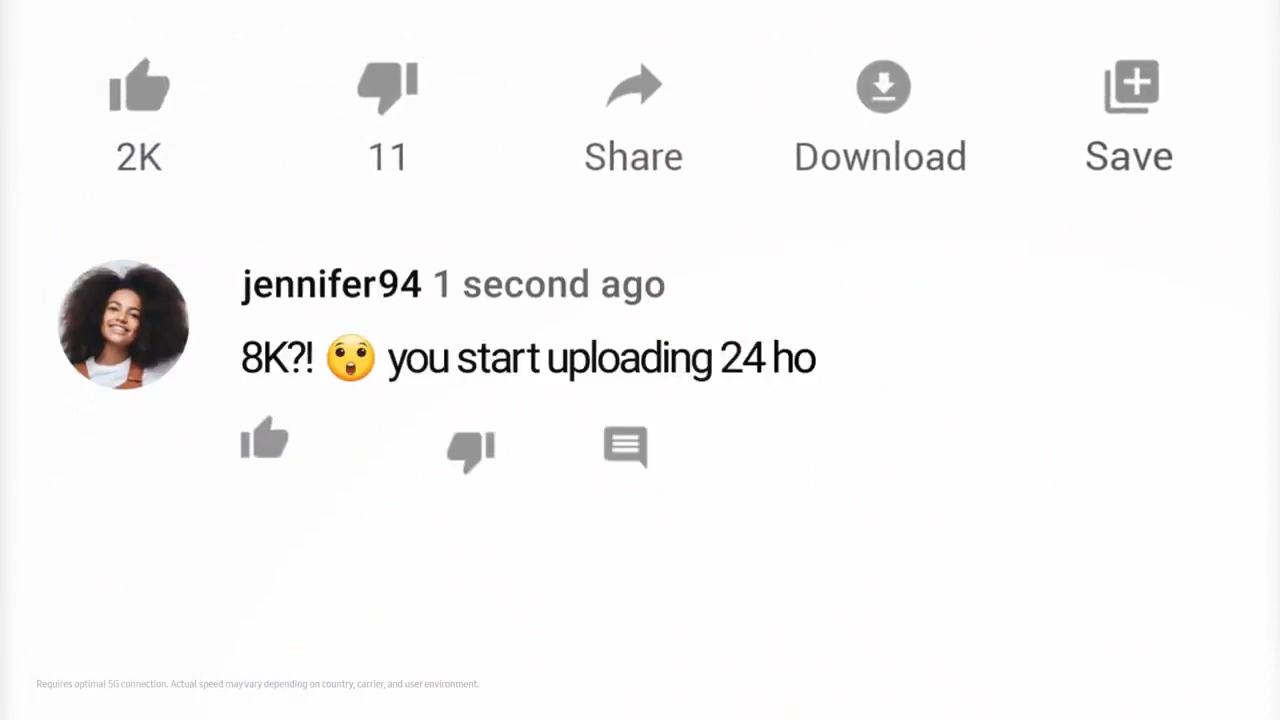 2K 11 Share Download Save
jennifer94 1 second ago
8K?! 😲 you start uploading 24 ho
Requires optimal 5G connection. Actual speed may vary depending on country, carrier, and user environment.